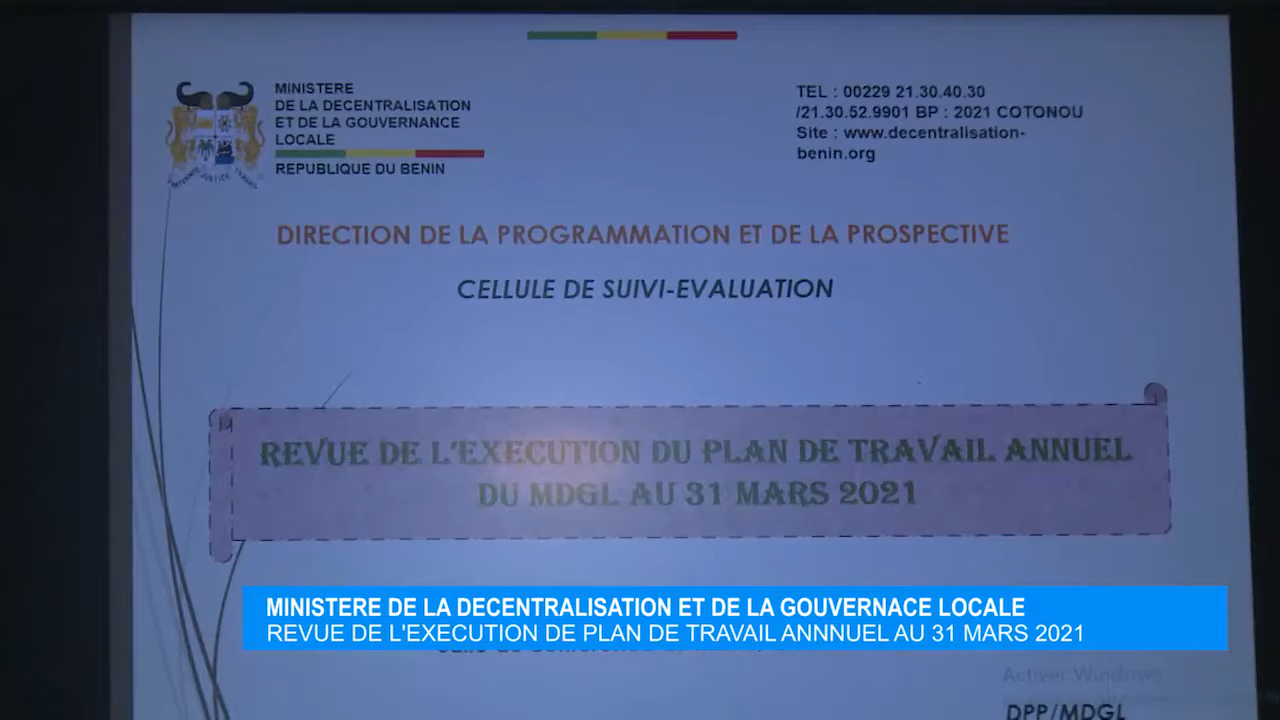 MINISTERE
DE LA DECENTRALISATION
ET DE LA GOUVERNANCE
LOCALE
REPUBLIQUE DU BENIN
TEL : 00229 21.30.40.30
/21.30.52.9901 BP : 2021 COTONOU
Site : www.decentralisation-
benin.org
DIRECTION DE LA PROGRAMMATION ET DE LA PROSPECTIVE
CELLULE DE SUIVI-EVALUATION
REVUE DE L'EXECUTION DU PLAN DE TRAVAIL ANNUEL
DU MDGL AU 31 MARS 2021
MINISTERE DE LA DECENTRALISATION ET DE LA GOUVERNACE LOCALE
REVUE DE L'EXECUTION DE PLAN DE TRAVAIL ANNNUEL AU 31 MARS 2021
Activer Windows
DPP/MDGL